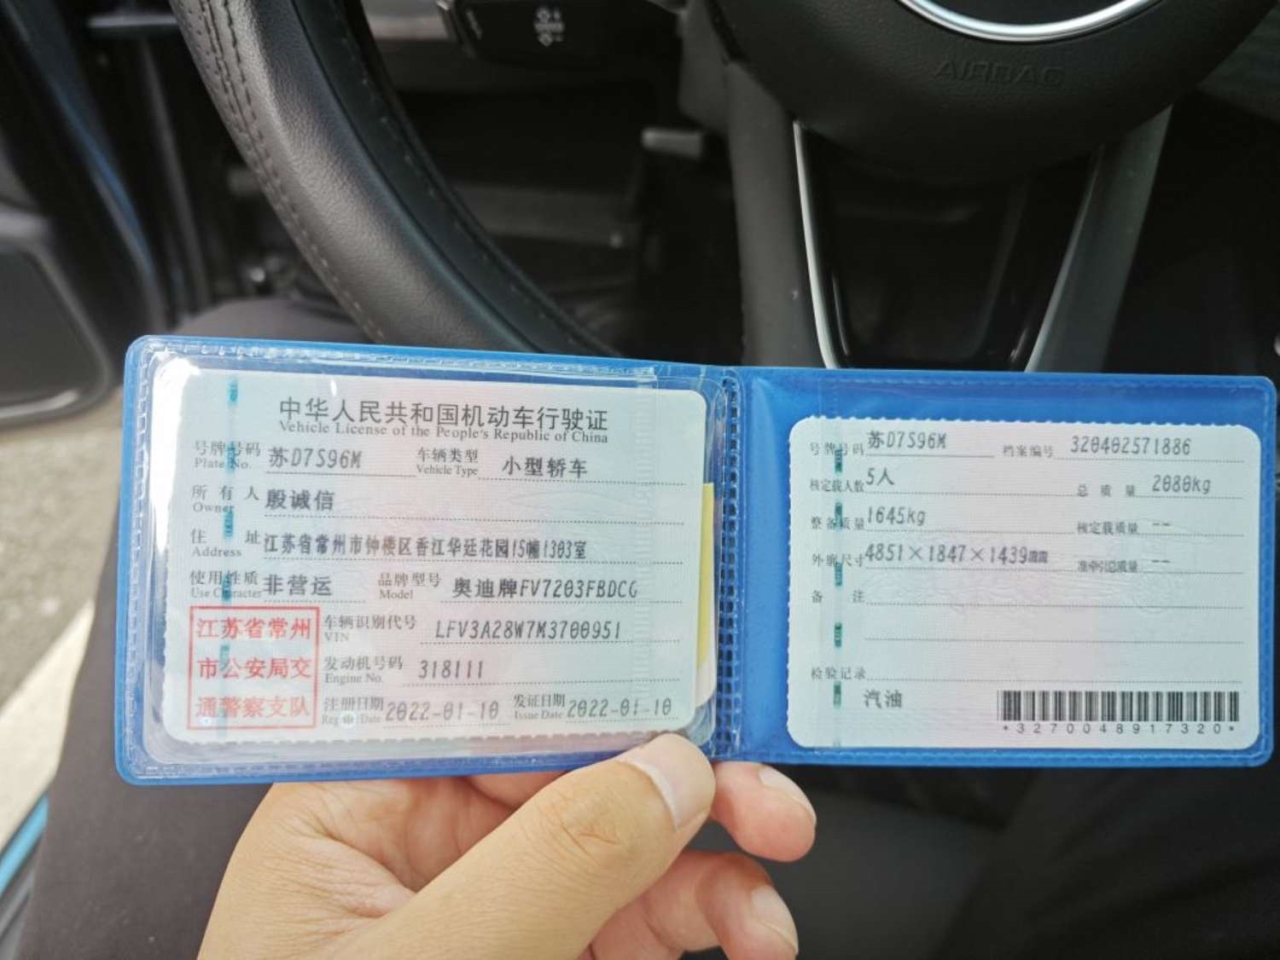 AIRBAG
中华人民共和国机动车行驶证
Vehicle License of the People's Republic of China
号牌号码 苏D7S96M 车辆类型 小型轿车
Plate No. Vehicle Type
所有人 殷诚信
Owner
住址 江苏省常州市钟楼区香江华廷花园15幢1303室
Address
使用性质 非营运 品牌型号 奥迪牌FV7203FBDCG
Use Character Model
江苏省常州
市公安局交
通警察支队
车辆识别代号 LFV3A28W7M3700951
VIN
发动机号码 318111
Engine No.
注册日期 2022-01-10 发证日期 2022-01-10
Register Date Issue Date
号牌号码 苏D7S96M 档案编号 320402571886
核定载人数 5人 总质量 2080kg
整备质量 1645kg 核定载质量 --
外廓尺寸 4851×1847×1439mm 准牵引总质量 --
备注
检验记录
汽油
*3270048917320*